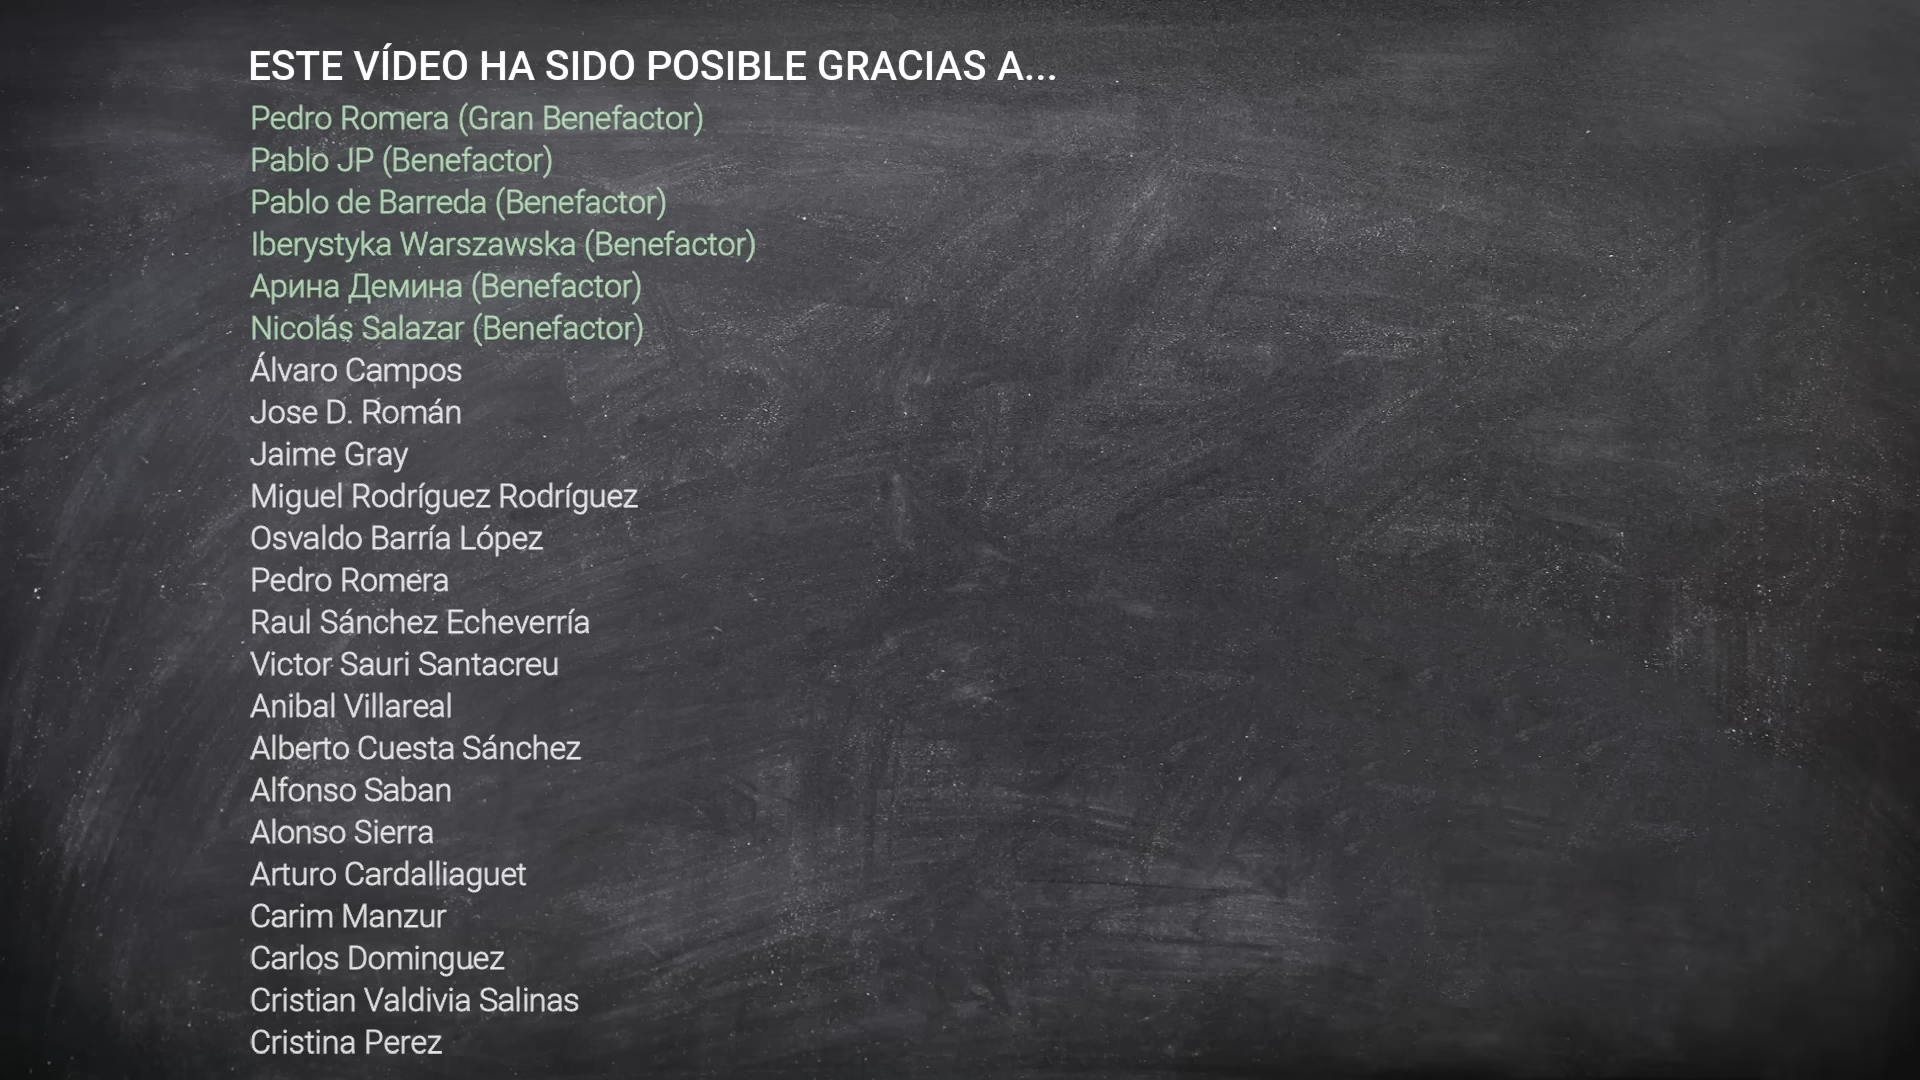 ESTE VÍDEO HA SIDO POSIBLE GRACIAS A...
Pedro Romera (Gran Benefactor)
Pablo JP (Benefactor)
Pablo de Barreda (Benefactor)
Iberystyka Warszawska (Benefactor)
Арина Демина (Benefactor)
Nicolás Salazar (Benefactor)
Álvaro Campos
Jose D. Román
Jaime Gray
Miguel Rodríguez Rodríguez
Osvaldo Barría López
Pedro Romera
Raul Sánchez Echeverría
Victor Sauri Santacreu
Anibal Villareal
Alberto Cuesta Sánchez
Alfonso Saban
Alonso Sierra
Arturo Cardalliaguet
Carim Manzur
Carlos Dominguez
Cristian Valdivia Salinas
Cristina Perez